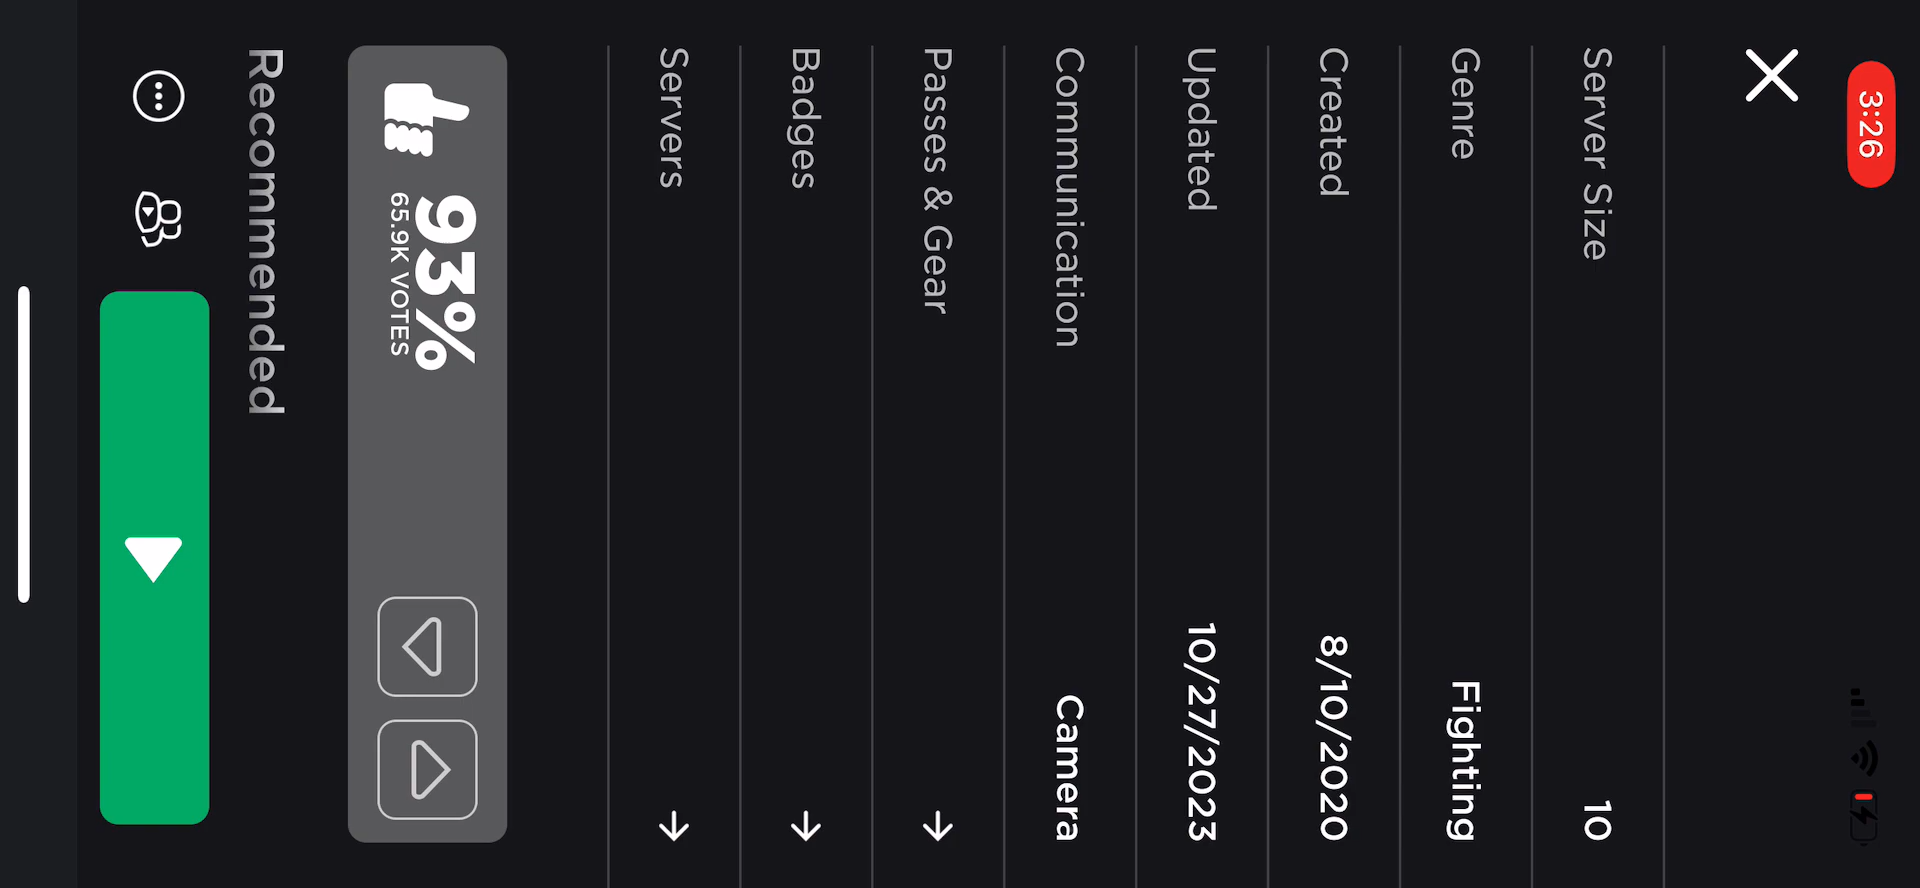 3:26
Server Size 10
Genre Fighting
Created 8/10/2020
Updated 10/27/2023
Communication Camera
Passes & Gear
Badges
Servers
93%
65.9K VOTES
Recommended